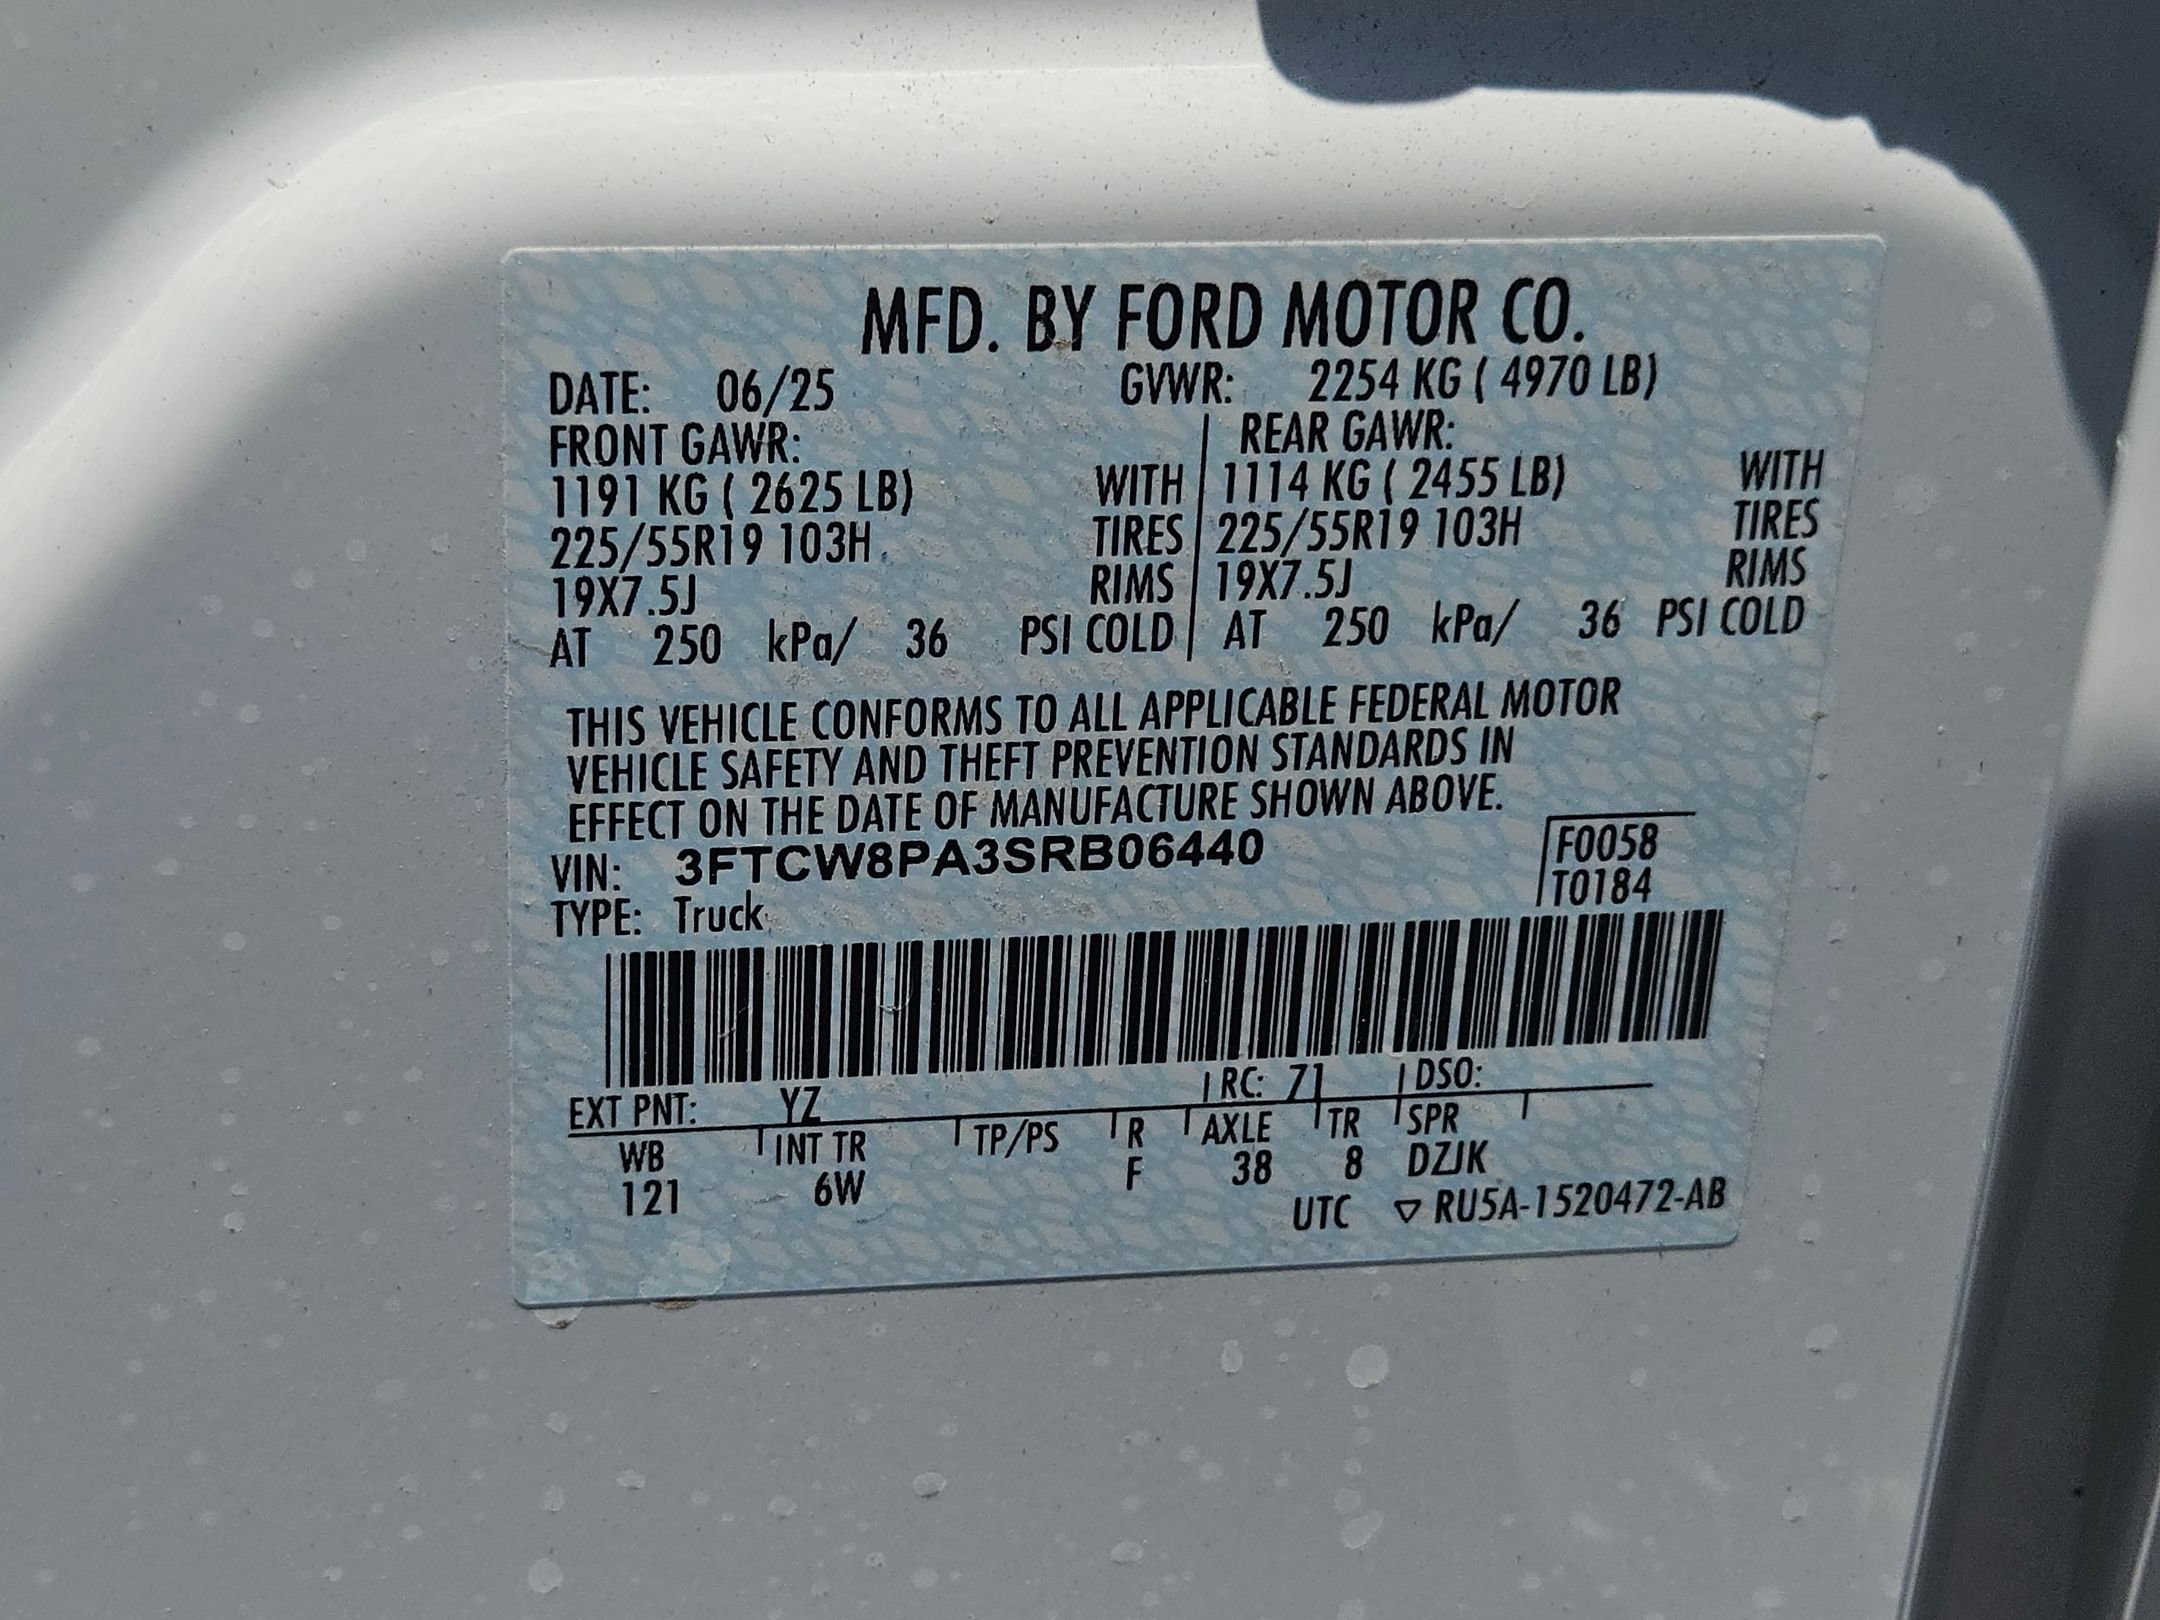 MFD. BY FORD MOTOR CO.
DATE: 06/25 GVWR: 2254 KG ( 4970 LB)
FRONT GAWR: REAR GAWR:
1191 KG ( 2625 LB) WITH 1114 KG ( 2455 LB) WITH
225/55R19 103H TIRES 225/55R19 103H TIRES
19X7.5J RIMS 19X7.5J RIMS
AT 250 kPa/ 36 PSI COLD AT 250 kPa/ 36 PSI COLD
THIS VEHICLE CONFORMS TO ALL APPLICABLE FEDERAL MOTOR
VEHICLE SAFETY AND THEFT PREVENTION STANDARDS IN
EFFECT ON THE DATE OF MANUFACTURE SHOWN ABOVE.
VIN: 3FTCW8PA3SRB06440 F0058
TYPE: Truck T0184
EXT PNT: YZ RC: 71 DSO:
WB INT TR TP/PS R AXLE TR SPR
121 6W F 38 8 DZJK
UTC ▽ RU5A-1520472-AB